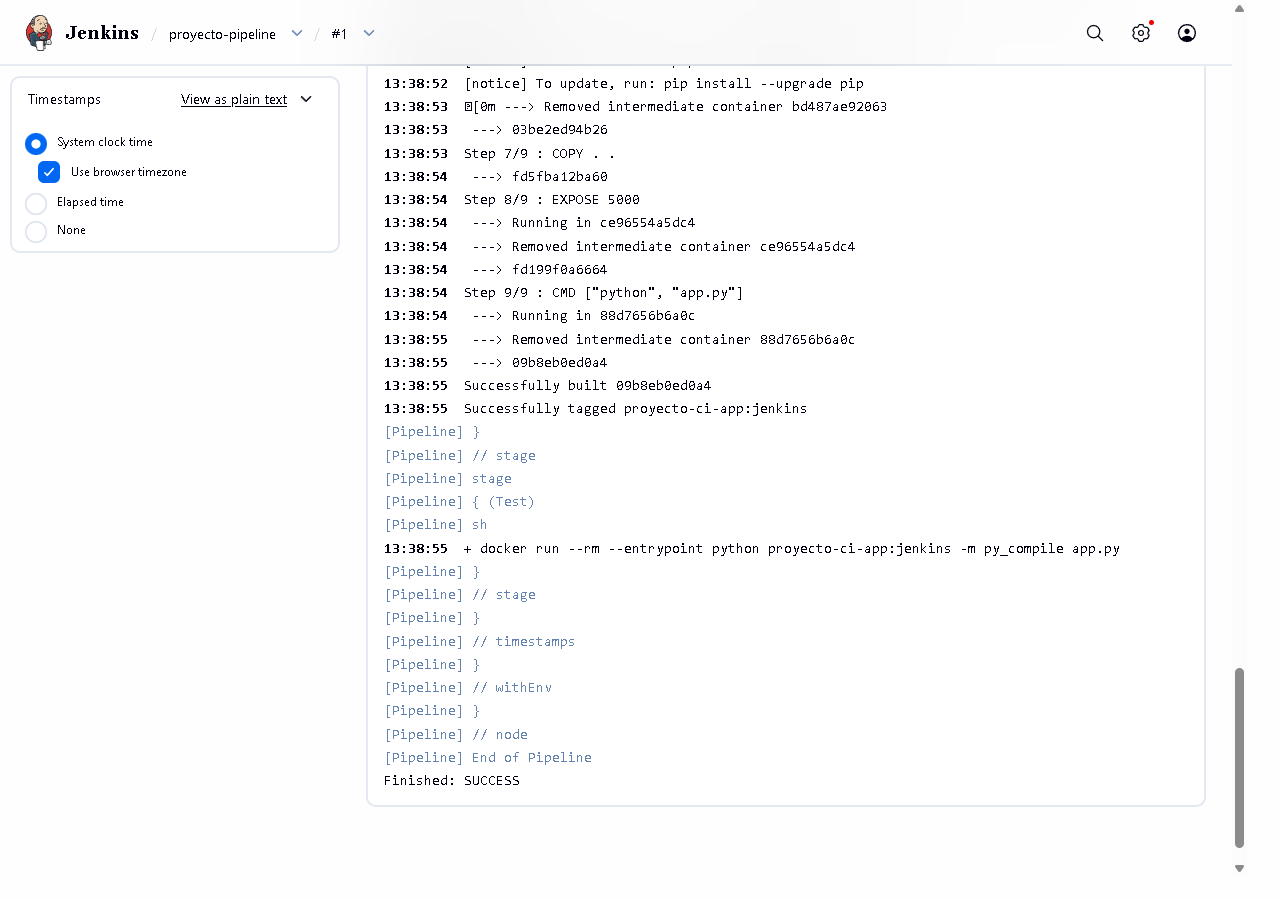 Jenkins / proyecto-pipeline / #1
Timestamps
View as plain text
System clock time
Use browser timezone
Elapsed time
None
13:38:52 [notice] To update, run: pip install --upgrade pip
13:38:53 [0m ---> Removed intermediate container bd487ae92063
13:38:53 ---> 03be2ed94b26
13:38:53 Step 7/9 : COPY . .
13:38:54 ---> fd5fba12ba60
13:38:54 Step 8/9 : EXPOSE 5000
13:38:54 ---> Running in ce96554a5dc4
13:38:54 ---> Removed intermediate container ce96554a5dc4
13:38:54 ---> fd199f0a6664
13:38:54 Step 9/9 : CMD ["python", "app.py"]
13:38:54 ---> Running in 88d7656b6a0c
13:38:55 ---> Removed intermediate container 88d7656b6a0c
13:38:55 ---> 09b8eb0ed0a4
13:38:55 Successfully built 09b8eb0ed0a4
13:38:55 Successfully tagged proyecto-ci-app:jenkins
[Pipeline] }
[Pipeline] // stage
[Pipeline] stage
[Pipeline] { (Test)
[Pipeline] sh
13:38:55 + docker run --rm --entrypoint python proyecto-ci-app:jenkins -m py_compile app.py
[Pipeline] }
[Pipeline] // stage
[Pipeline] }
[Pipeline] // timestamps
[Pipeline] }
[Pipeline] // withEnv
[Pipeline] }
[Pipeline] // node
[Pipeline] End of Pipeline
Finished: SUCCESS